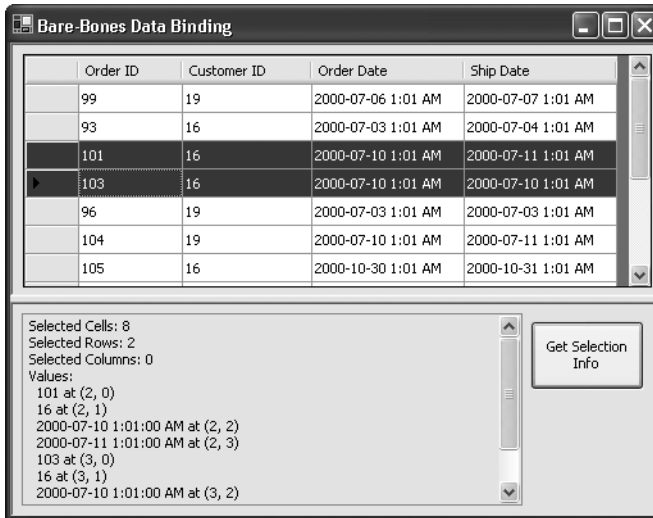 Bare-Bones Data Binding
Order ID Customer ID Order Date Ship Date
99 19 2000-07-06 1:01 AM 2000-07-07 1:01 AM
93 16 2000-07-03 1:01 AM 2000-07-04 1:01 AM
101 16 2000-07-10 1:01 AM 2000-07-11 1:01 AM
103 16 2000-07-10 1:01 AM 2000-07-10 1:01 AM
96 19 2000-07-03 1:01 AM 2000-07-03 1:01 AM
104 19 2000-07-10 1:01 AM 2000-07-11 1:01 AM
105 16 2000-10-30 1:01 AM 2000-10-31 1:01 AM
Selected Cells: 8
Selected Rows: 2
Selected Columns: 0
Values:
101 at (2, 0)
16 at (2, 1)
2000-07-10 1:01:00 AM at (2, 2)
2000-07-11 1:01:00 AM at (2, 3)
103 at (3, 0)
16 at (3, 1)
2000-07-10 1:01:00 AM at (3, 2)
Get Selection
Info